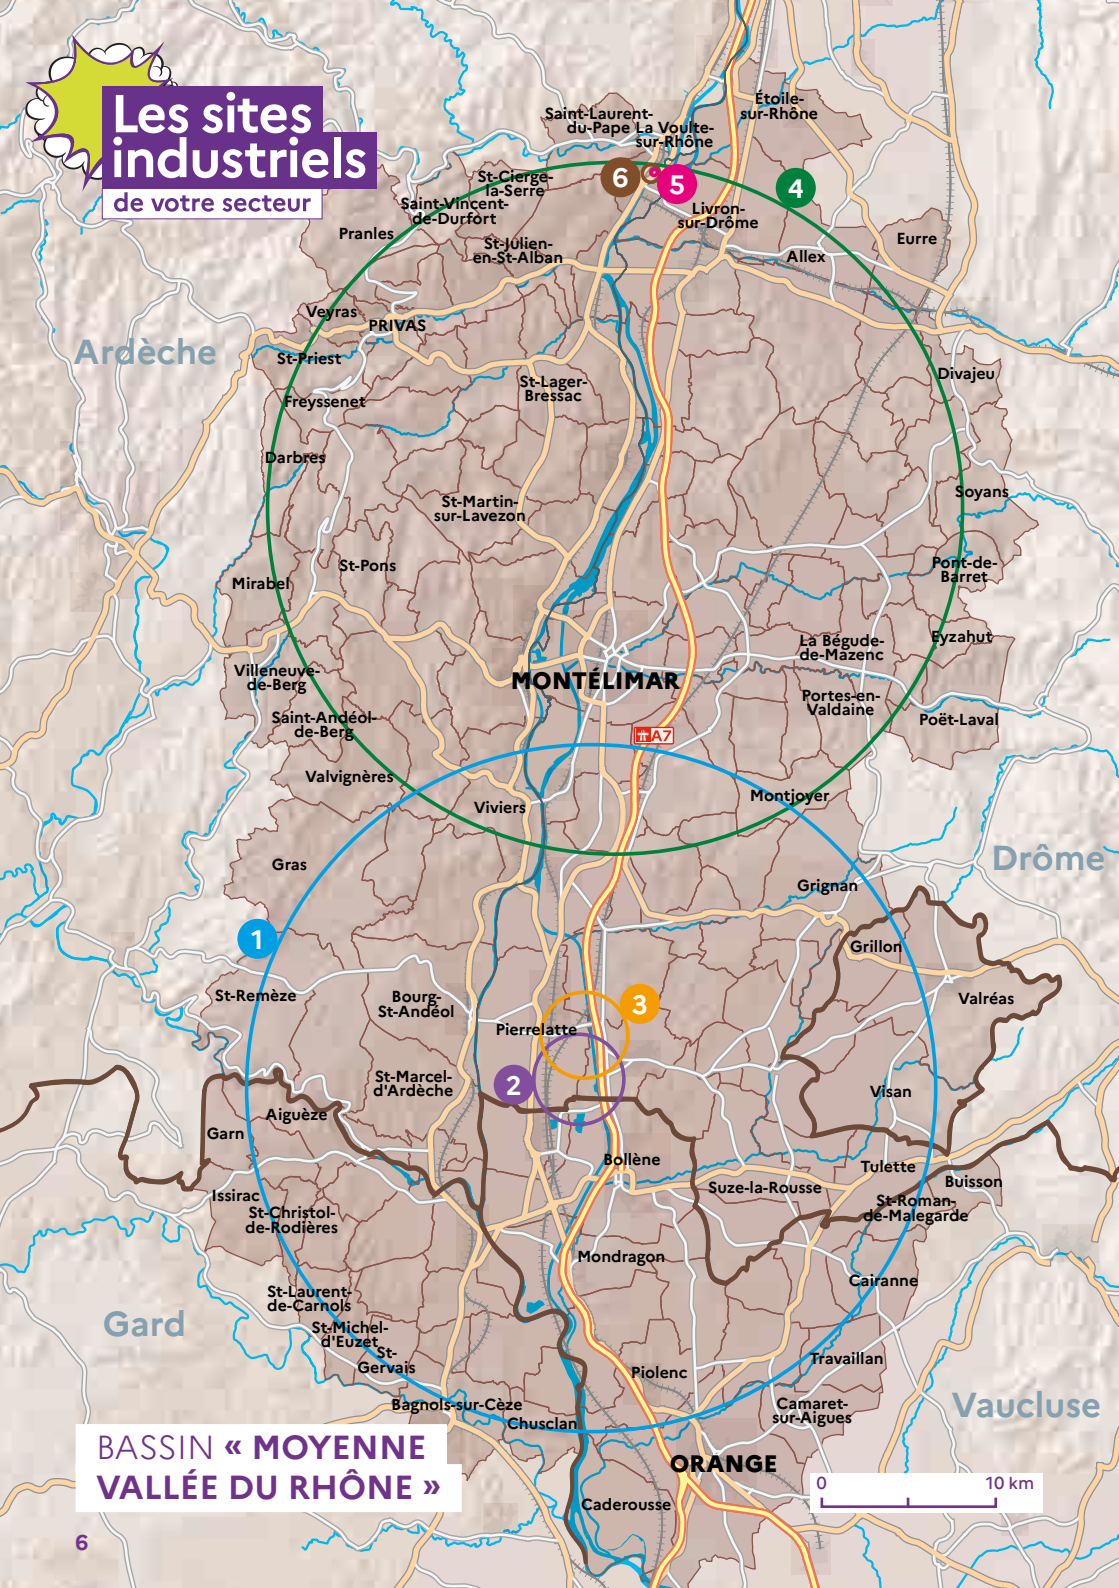 Les sites
industriels
de votre secteur
Saint-Laurent-
du-Pape
La Voulte-
sur-Rhône
Étoile-
sur-Rhône
6
5
4
St-Cierge-
la-Serre
Saint-Vincent-
de-Durfort
Livron-
sur-Drôme
Pranles
St-Julien-
en-St-Alban
Eurre
Allex
Veyras
PRIVAS
Ardèche
St-Priest
Divajeu
St-Lager-
Bressac
Freyssenet
Darbres
Soyans
St-Martin-
sur-Lavezon
St-Pons
Pont-de-
Barret
Mirabel
Eyzahut
La Bégude-
de-Mazenc
Villeneuve-
de-Berg
MONTÉLIMAR
Portes-en-
Valdaine
Saint-Andéol-
de-Berg
Poët-Laval
A7
Valvignères
Viviers
Montjoyer
Gras
Drôme
Grignan
1
Grillon
St-Remèze
Bourg-
St-Andéol
3
Valréas
Pierrelatte
2
St-Marcel-
d'Ardèche
Visan
Aiguèze
Garn
Bollène
Tulette
Buisson
Issirac
Suze-la-Rousse
St-Roman-
de-Malegarde
St-Christol-
de-Rodières
Mondragon
Cairanne
St-Laurent-
de-Carnols
Gard
St-Michel-
d'Euzet
St-
Gervais
Travaillan
Piolenc
Bagnols-sur-Cèze
Camaret-
sur-Aigues
Vaucluse
Chusclan
BASSIN « MOYENNE
VALLÉE DU RHÔNE »
ORANGE
0 10 km
Caderousse
6